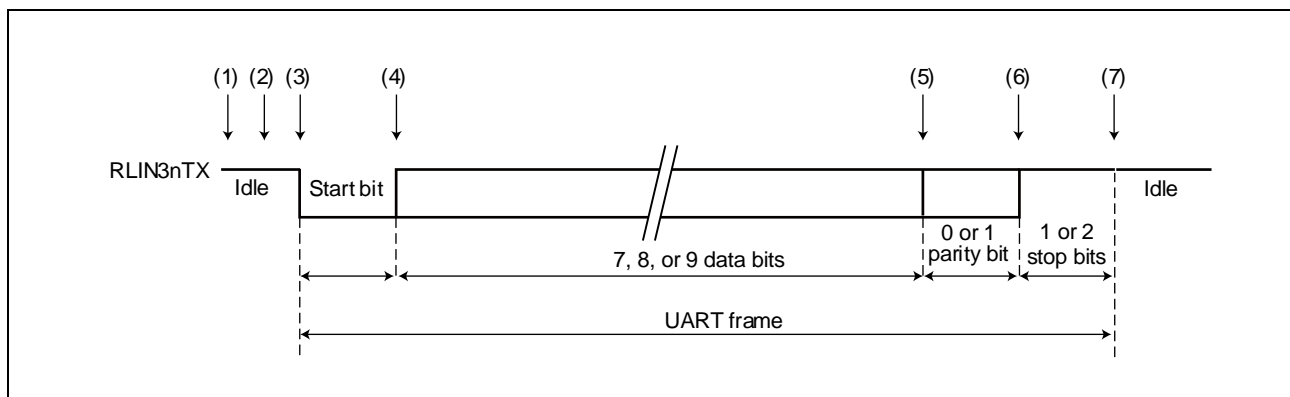 (1) (2) (3) (4) (5) (6) (7)
RLIN3nTX
Idle
Start bit
Idle
7, 8, or 9 data bits
0 or 1
parity bit
1 or 2
stop bits
UART frame